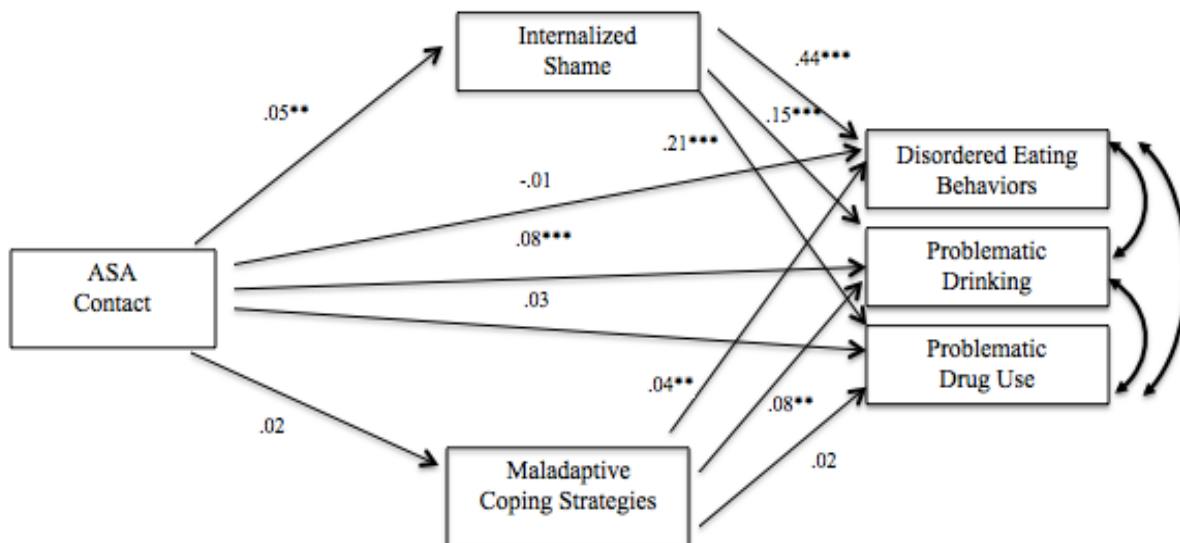 Internalized
Shame
.44***
.05**
.15***
.21***
Disordered Eating
Behaviors
-.01
.08***
ASA
Contact
Problematic
Drinking
.03
Problematic
Drug Use
.04**
.08**
.02
.02
Maladaptive
Coping Strategies